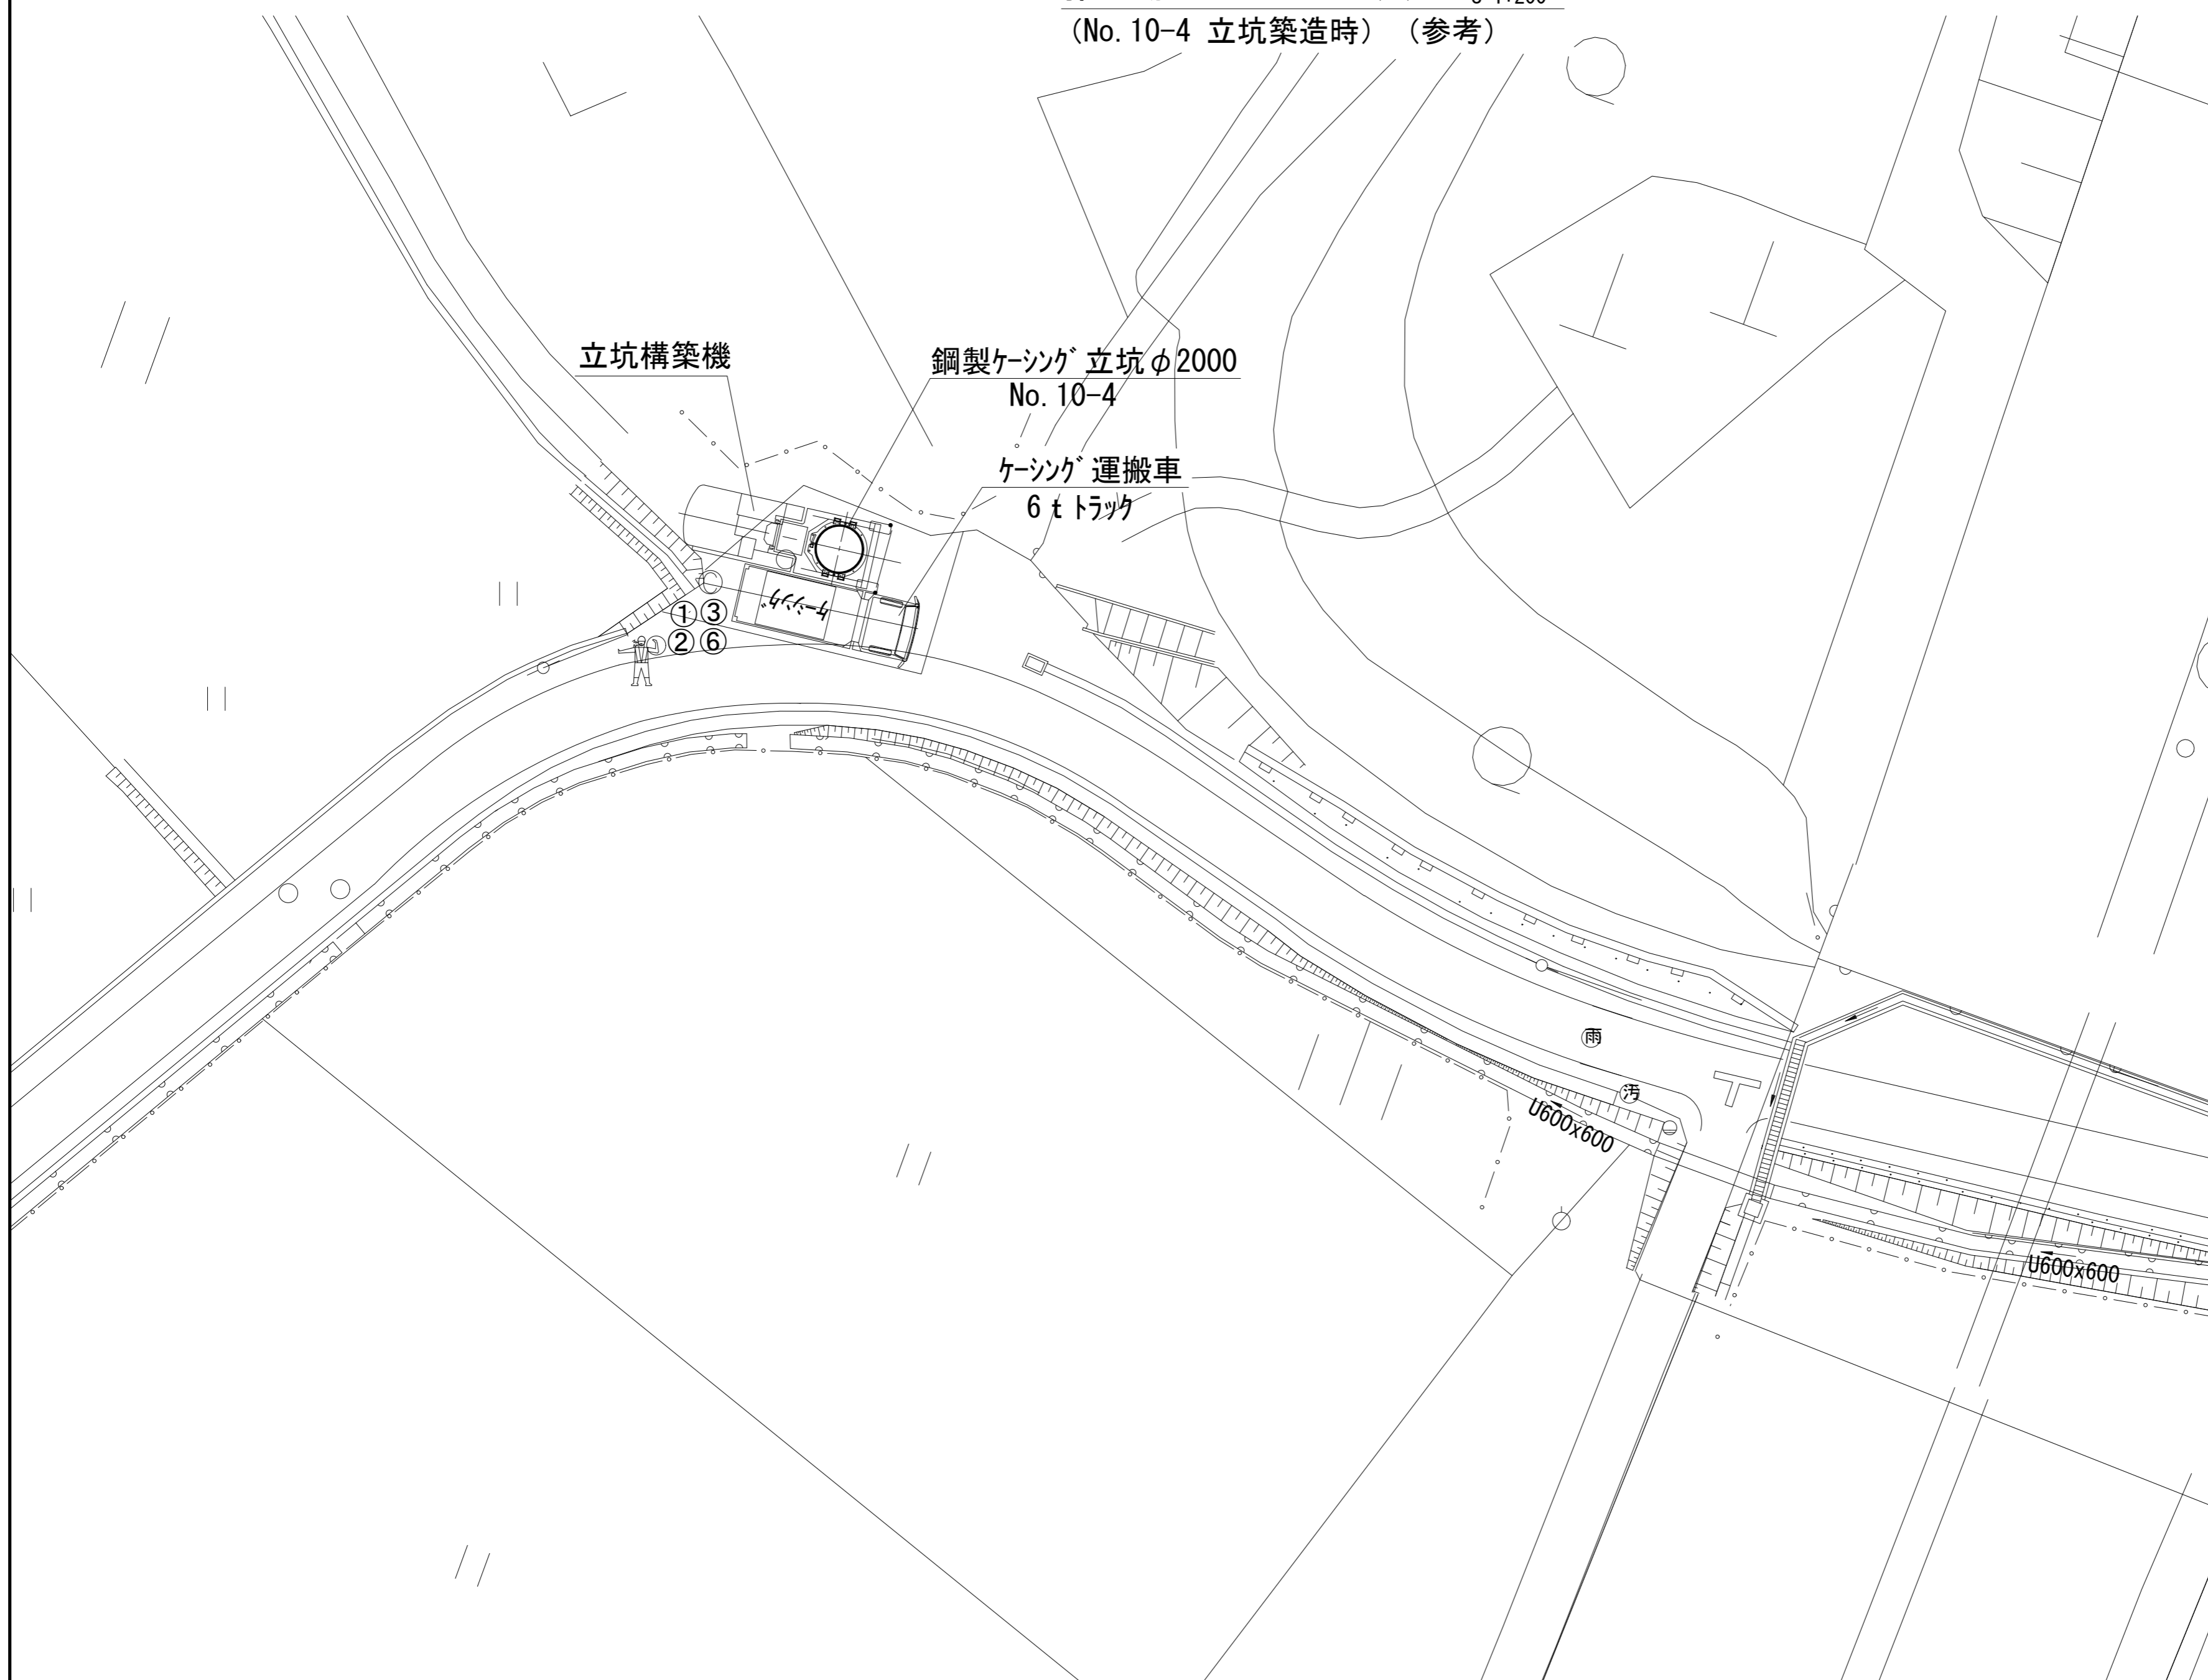 (No.10-4 立坑築造時) (参考)
立坑構築機
鋼製ｹｰｼﾝｸﾞ立坑φ2000
No.10-4
ｹｰｼﾝｸﾞ運搬車
6ｔﾄﾗｯｸ
ｹｰｼﾝｸﾞ
①③
②⑥
雨
汚
U600x600
U600x600